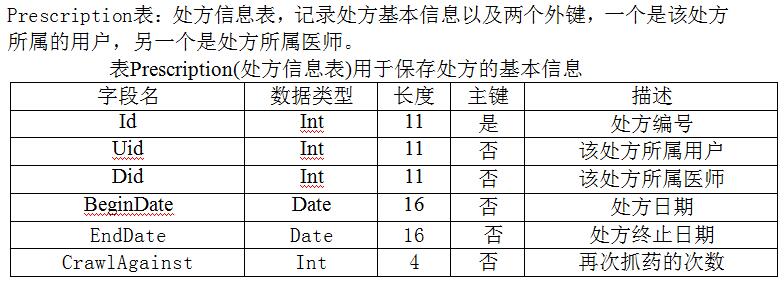 Prescription表：处方信息表，记录处方基本信息以及两个外键，一个是该处方
所属的用户，另一个是处方所属医师。
表Prescription(处方信息表)用于保存处方的基本信息
字段名 数据类型 长度 主键 描述
Id Int 11 是 处方编号
Uid Int 11 否 该处方所属用户
Did Int 11 否 该处方所属医师
BeginDate Date 16 否 处方日期
EndDate Date 16 否 处方终止日期
CrawlAgainst Int 4 否 再次抓药的次数